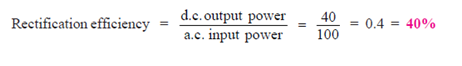 Rectification efficiency = d.c. output power / a.c. input power = 40 / 100 = 0.4 = 40%